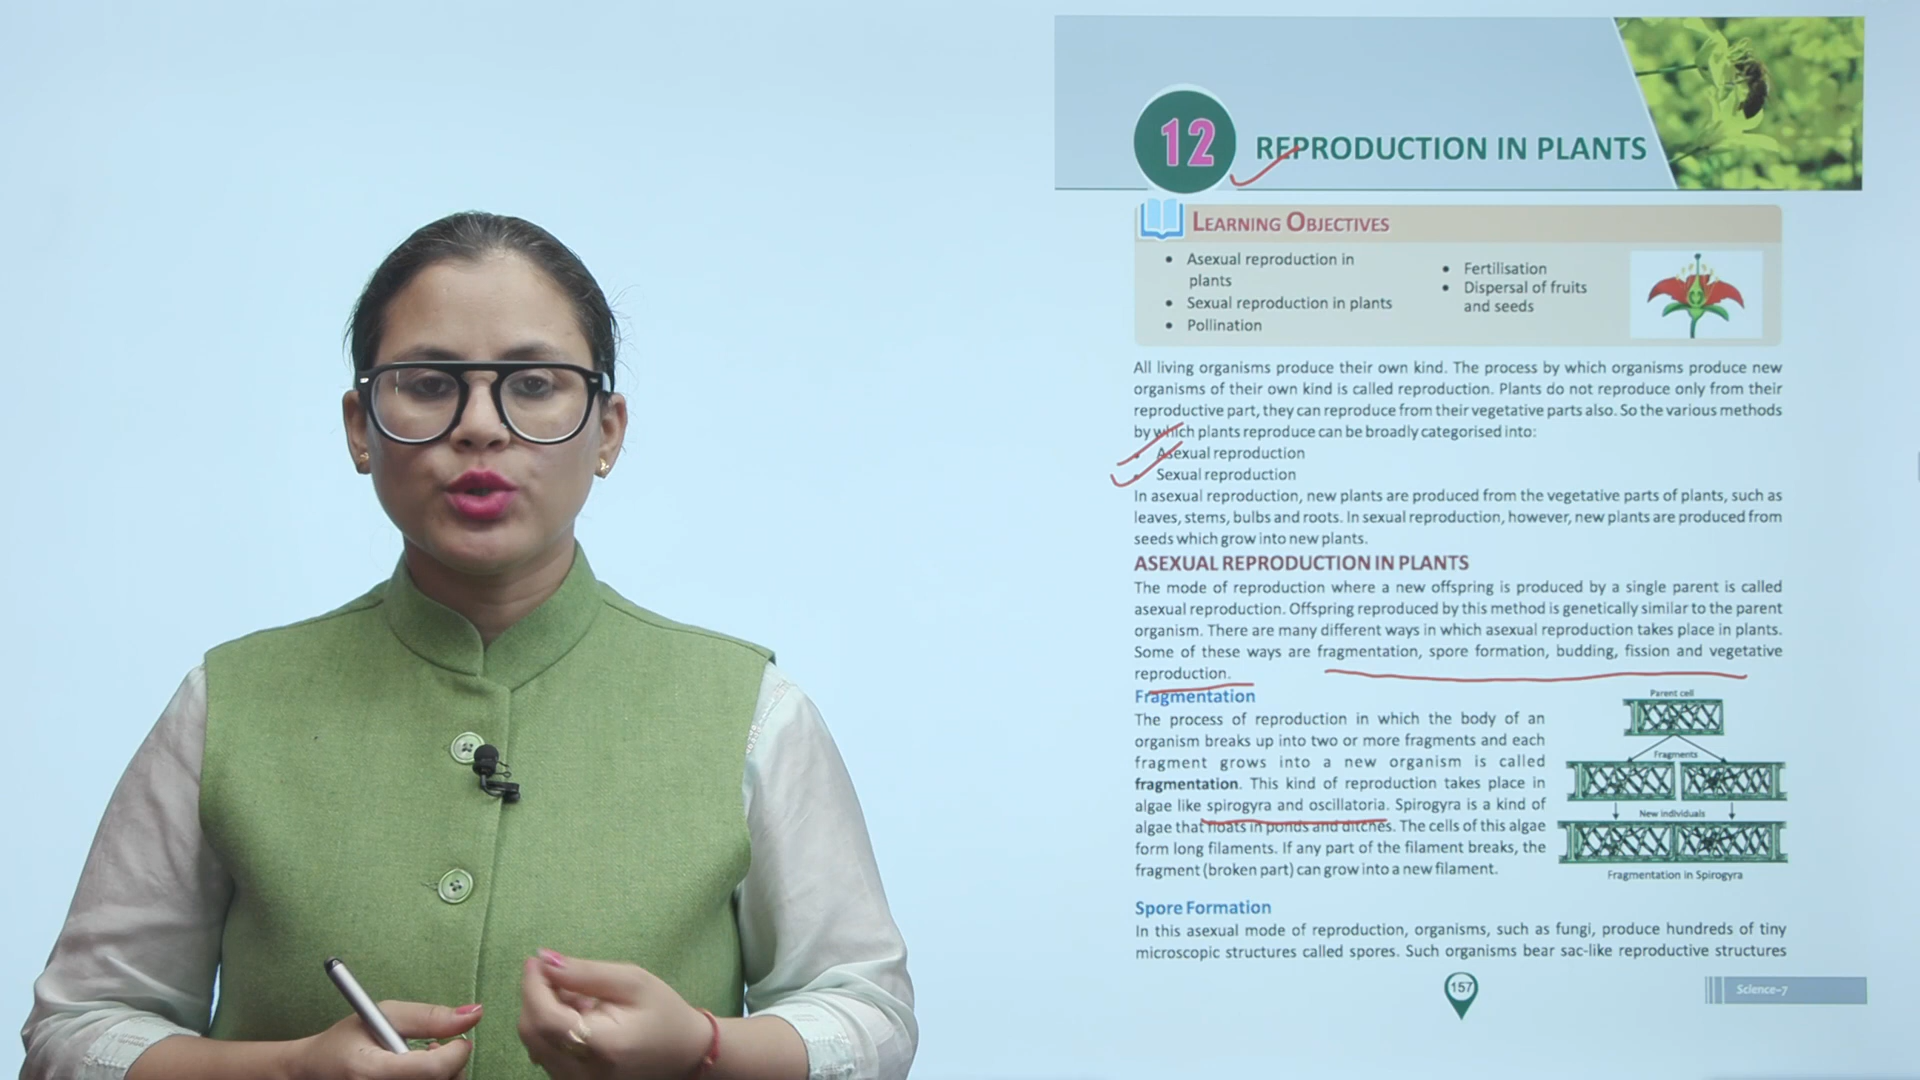 12 REPRODUCTION IN PLANTS
LEARNING OBJECTIVES
• Asexual reproduction in
plants
• Sexual reproduction in plants
• Pollination
• Fertilisation
• Dispersal of fruits
and seeds
All living organisms produce their own kind. The process by which organisms produce new
organisms of their own kind is called reproduction. Plants do not reproduce only from their
reproductive part, they can reproduce from their vegetative parts also. So the various methods
by which plants reproduce can be broadly categorised into:
• Asexual reproduction
• Sexual reproduction
In asexual reproduction, new plants are produced from the vegetative parts of plants, such as
leaves, stems, bulbs and roots. In sexual reproduction, however, new plants are produced from
seeds which grow into new plants.
ASEXUAL REPRODUCTION IN PLANTS
The mode of reproduction where a new offspring is produced by a single parent is called
asexual reproduction. Offspring reproduced by this method is genetically similar to the parent
organism. There are many different ways in which asexual reproduction takes place in plants.
Some of these ways are fragmentation, spore formation, budding, fission and vegetative
reproduction.
Fragmentation
The process of reproduction in which the body of an
organism breaks up into two or more fragments and each
fragment grows into a new organism is called
fragmentation. This kind of reproduction takes place in
algae like spirogyra and oscillatoria. Spirogyra is a kind of
algae that floats in ponds and ditches. The cells of this algae
form long filaments. If any part of the filament breaks, the
fragment (broken part) can grow into a new filament.
Parent cell
Fragments
New individuals
Fragmentation in Spirogyra
Spore Formation
In this asexual mode of reproduction, organisms, such as fungi, produce hundreds of tiny
microscopic structures called spores. Such organisms bear sac-like reproductive structures
157
Science-7